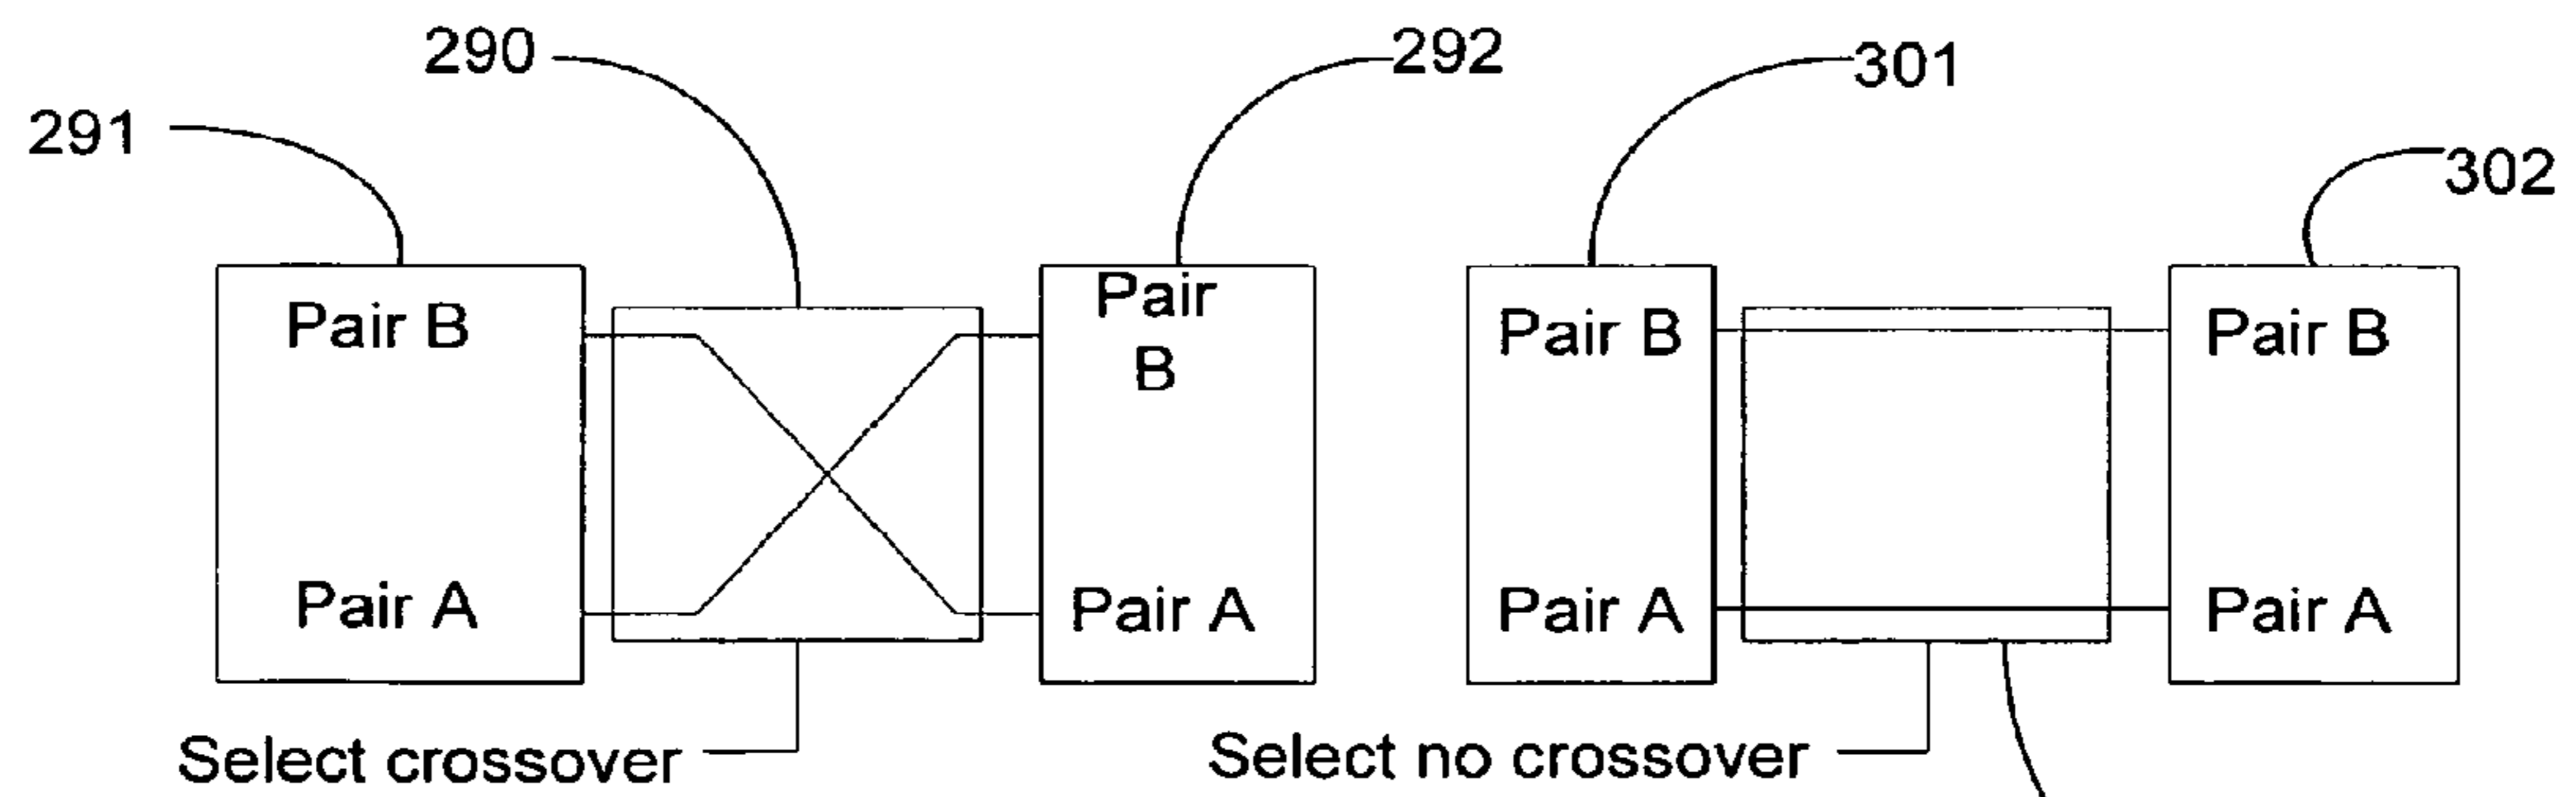 290
292
301
291
302
Pair B
Pair
B
Pair B
Pair B
Pair A
Pair A
Pair A
Pair A
Select crossover
Select no crossover